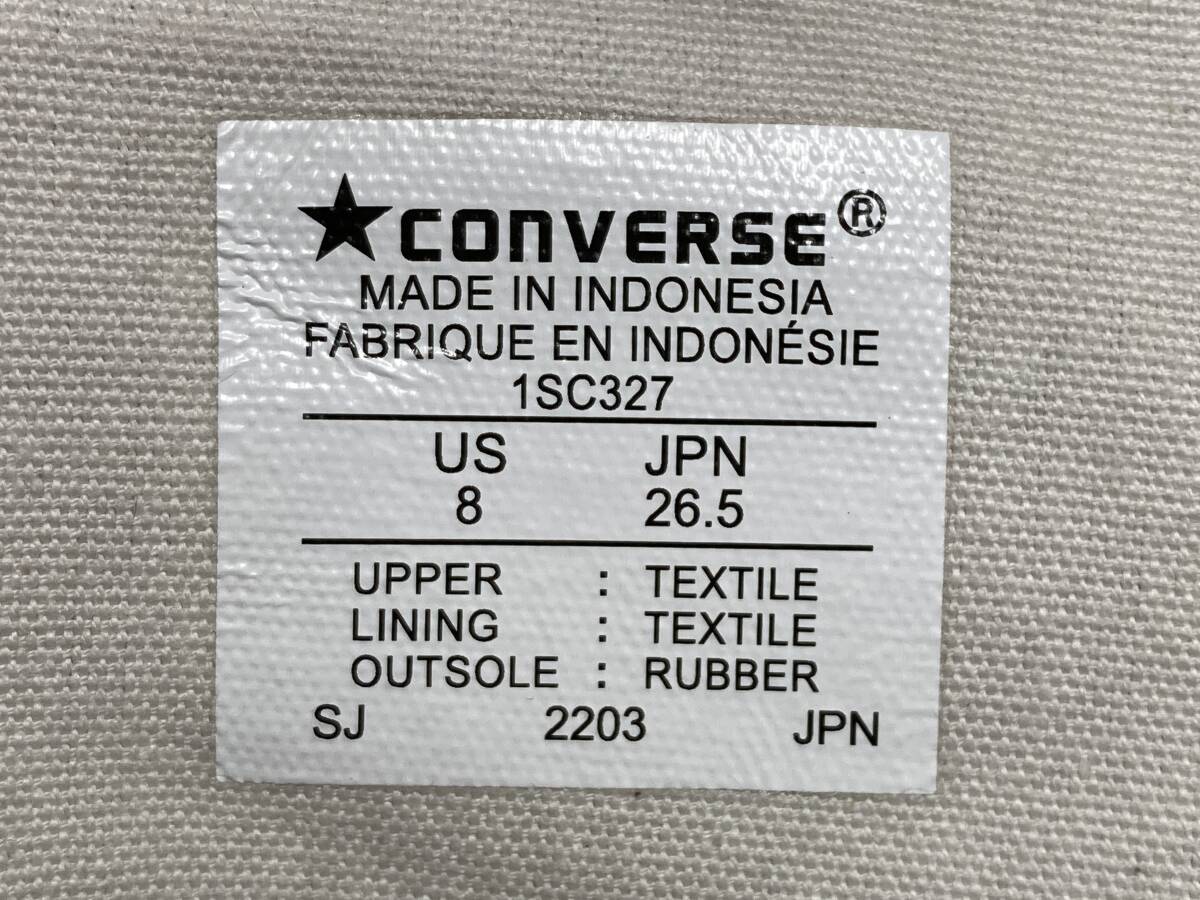 ★CONVERSE®
MADE IN INDONESIA
FABRIQUE EN INDONÉSIE
1SC327
US JPN
8 26.5
UPPER : TEXTILE
LINING : TEXTILE
OUTSOLE : RUBBER
SJ 2203 JPN